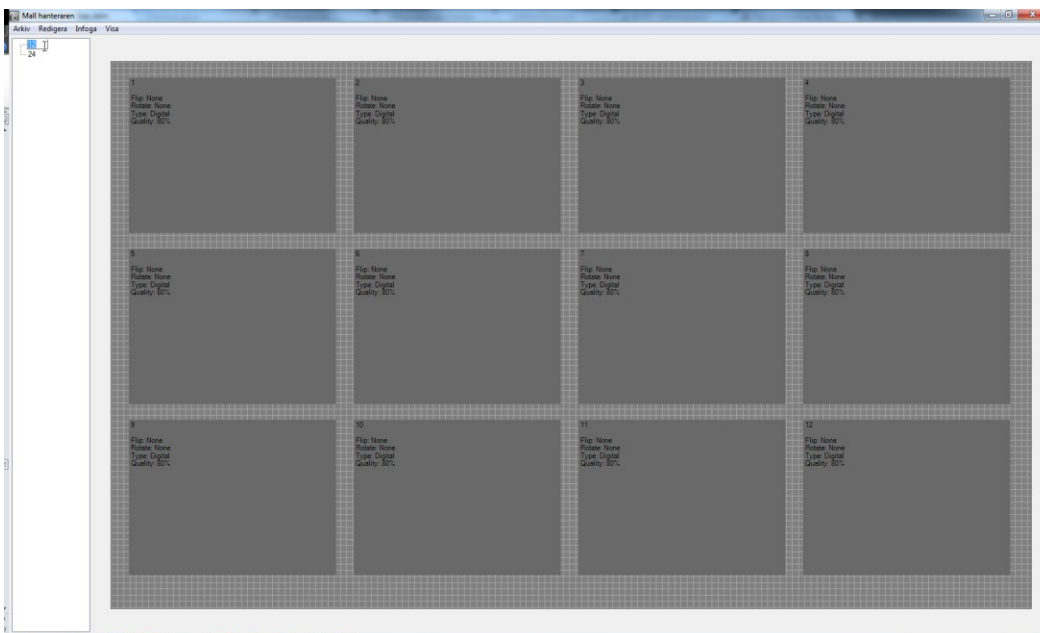 Mall hanteraren
Arkiv Redigera Infoga Visa
12
24
1
Flip: None
Rotate: None
Type: Digital
Quality: 80%
2
Flip: None
Rotate: None
Type: Digital
Quality: 80%
3
Flip: None
Rotate: None
Type: Digital
Quality: 80%
4
Flip: None
Rotate: None
Type: Digital
Quality: 80%
5
Flip: None
Rotate: None
Type: Digital
Quality: 80%
6
Flip: None
Rotate: None
Type: Digital
Quality: 80%
7
Flip: None
Rotate: None
Type: Digital
Quality: 80%
8
Flip: None
Rotate: None
Type: Digital
Quality: 80%
9
Flip: None
Rotate: None
Type: Digital
Quality: 80%
10
Flip: None
Rotate: None
Type: Digital
Quality: 80%
11
Flip: None
Rotate: None
Type: Digital
Quality: 80%
12
Flip: None
Rotate: None
Type: Digital
Quality: 80%